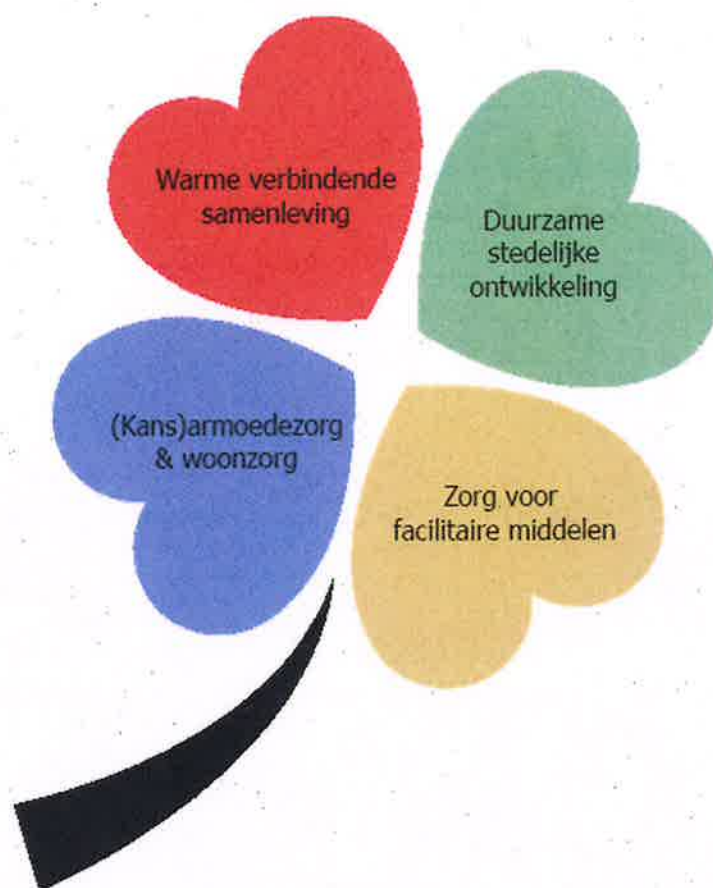 Warme verbindende
samenleving
Duurzame
stedelijke
ontwikkeling
(Kans)armoedezorg
& woonzorg
Zorg voor
facilitaire middelen